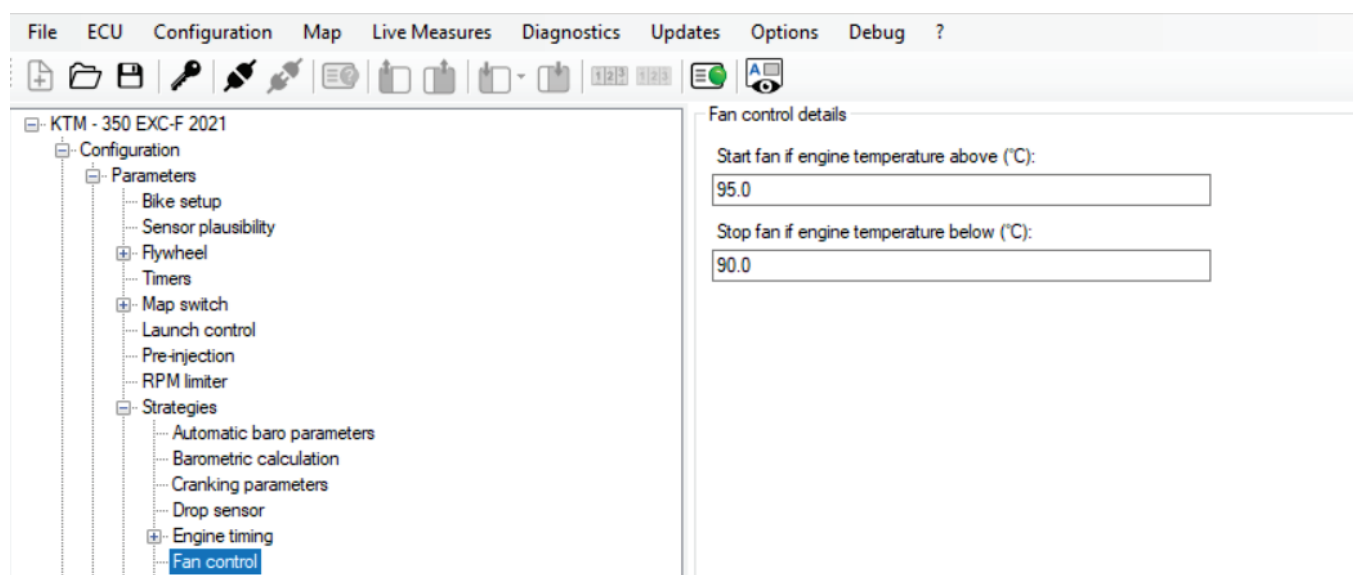 File ECU Configuration Map Live Measures Diagnostics Updates Options Debug ?
123 123
A
KTM - 350 EXC-F 2021
Configuration
Parameters
Bike setup
Sensor plausibility
Flywheel
Timers
Map switch
Launch control
Pre-injection
RPM limiter
Strategies
Automatic baro parameters
Barometric calculation
Cranking parameters
Drop sensor
Engine timing
Fan control
Fan control details
Start fan if engine temperature above (°C):
95.0
Stop fan if engine temperature below (°C):
90.0